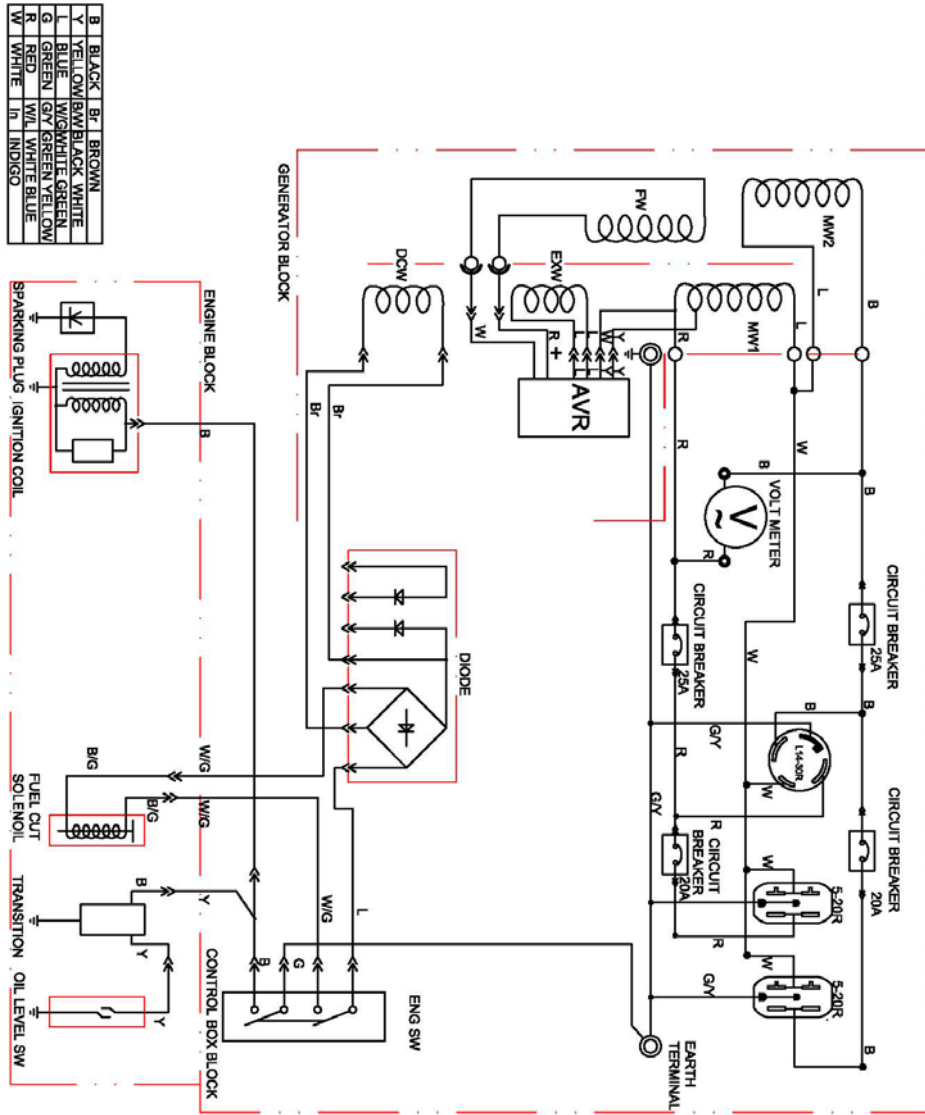 CIRCUIT BREAKER
25A
CIRCUIT BREAKER
20A
MW2
B
B
B
B
L
L
MW1
W
W
W
W
W
B
B
R
VOLT METER
V
~
L14-30R
5-20R
5-20R
CIRCUIT BREAKER
25A
R
R
R
R
R
CIRCUIT
BREAKER
20A
G/Y
G/Y
G/Y
EARTH
TERMINAL
FW
EXW
W
R
+
Y
Y
AVR
DCW
GENERATOR BLOCK
Br
Br
DIODE
L
W/G
G
B
ENG SW
CONTROL BOX BLOCK
ENGINE BLOCK
B
W/G
W/G
B/G
B/G
B
Y
Y
Y
SPARKING PLUG
IGNITION COIL
FUEL CUT
SOLENOIL
TRANSITION
OIL LEVEL SW
B BLACK Br BROWN
Y YELLOW B/W BLACK WHITE
L BLUE W/G WHITE GREEN
G GREEN G/Y GREEN YELLOW
R RED W/L WHITE BLUE
W WHITE In INDIGO